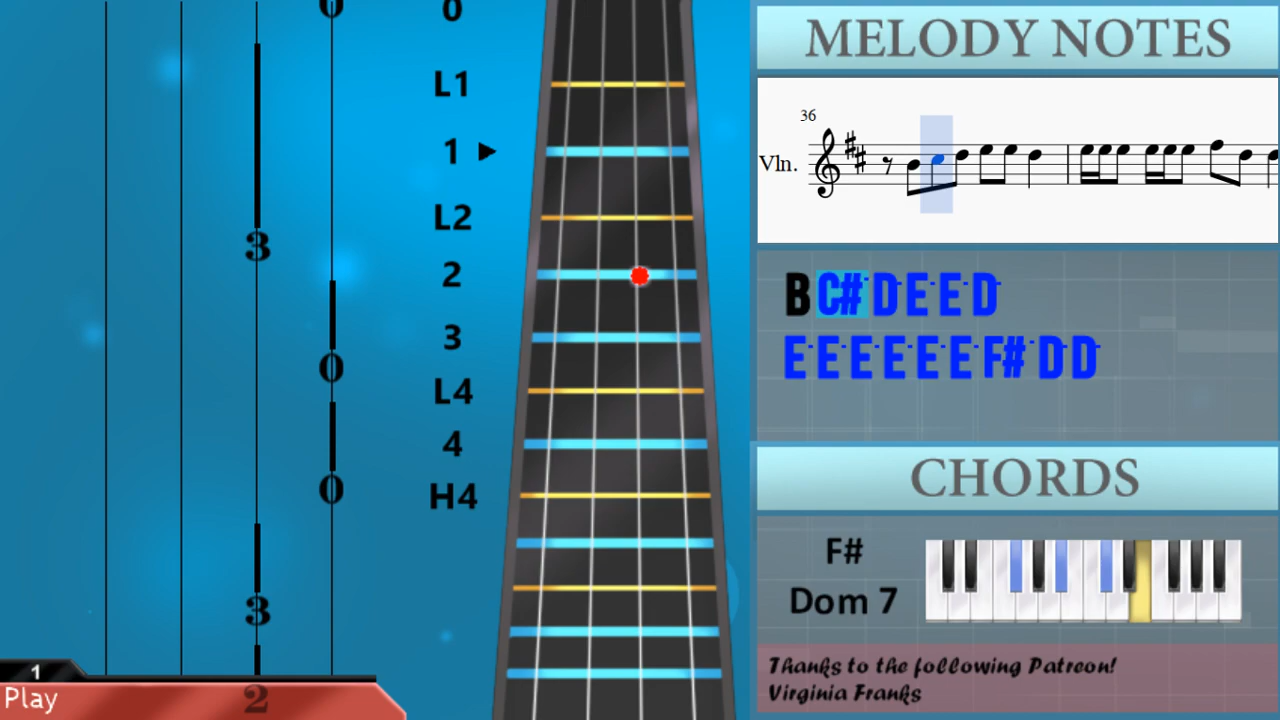 0
0
L1
1
L2
3
2
3
0
L4
4
0
H4
3
1
Play
2
MELODY NOTES
36
Vln.
B C# D E E D
E E E E E E F# D D
CHORDS
F#
Dom 7
Thanks to the following Patreon!
Virginia Franks